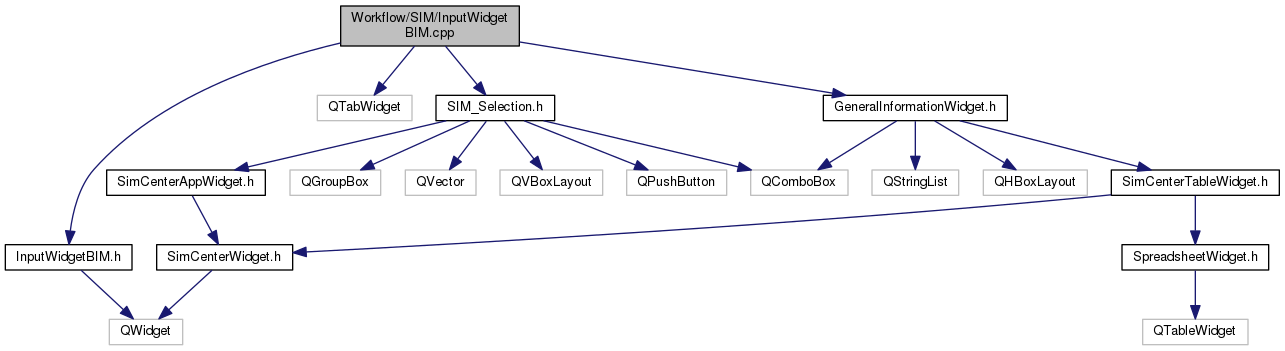 Workflow/SIM/InputWidget
BIM.cpp
QTabWidget
SIM_Selection.h
GeneralInformationWidget.h
SimCenterAppWidget.h
QGroupBox
QVector
QVBoxLayout
QPushButton
QComboBox
QStringList
QHBoxLayout
SimCenterTableWidget.h
InputWidgetBIM.h
SimCenterWidget.h
SpreadsheetWidget.h
QWidget
QTableWidget